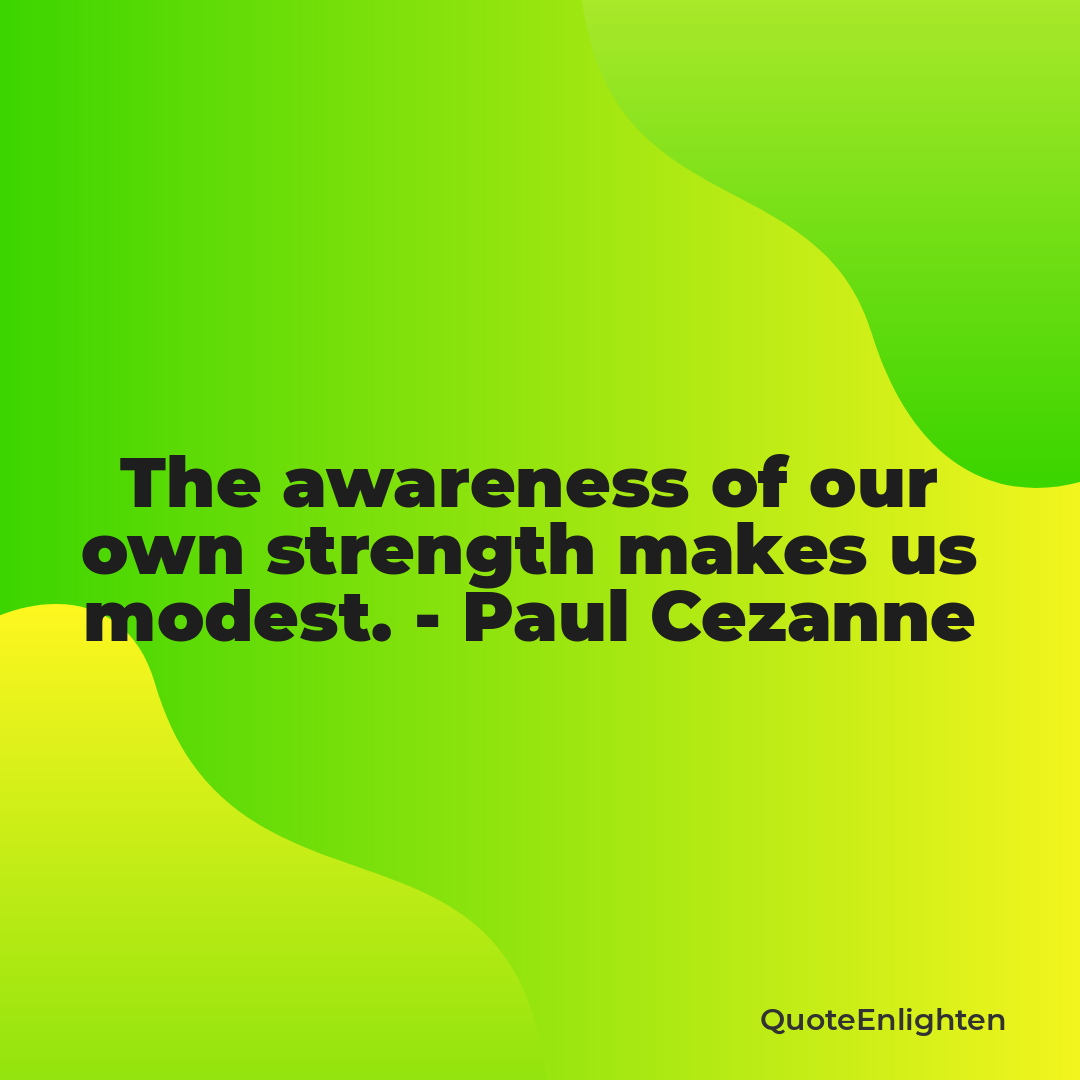 The awareness of our
own strength makes us
modest. - Paul Cezanne
QuoteEnlighten